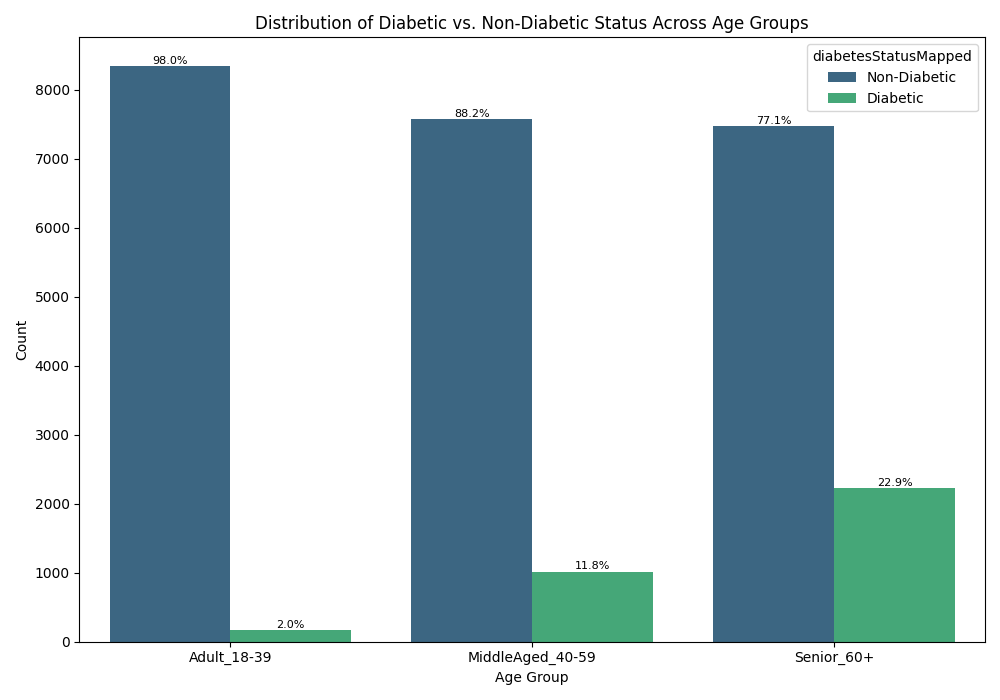 Distribution of Diabetic vs. Non-Diabetic Status Across Age Groups
diabetesStatusMapped
Non-Diabetic
Diabetic
98.0%
88.2%
77.1%
2.0%
11.8%
22.9%
Count
8000
7000
6000
5000
4000
3000
2000
1000
0
Adult_18-39
MiddleAged_40-59
Senior_60+
Age Group